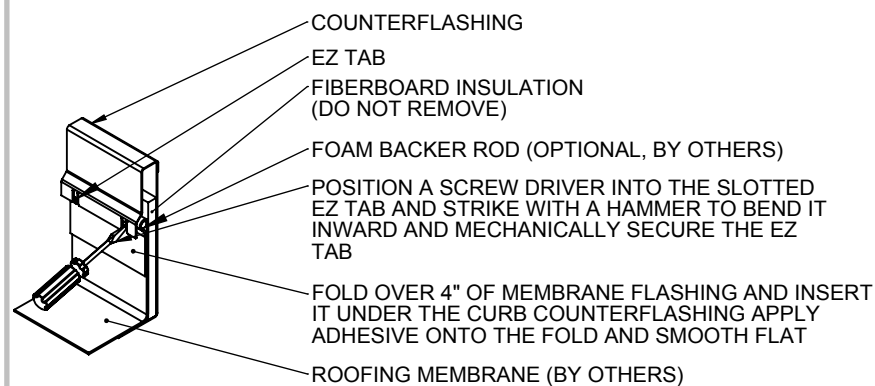 COUNTERFLASHING
EZ TAB
FIBERBOARD INSULATION
(DO NOT REMOVE)
FOAM BACKER ROD (OPTIONAL, BY OTHERS)
POSITION A SCREW DRIVER INTO THE SLOTTED
EZ TAB AND STRIKE WITH A HAMMER TO BEND IT
INWARD AND MECHANICALLY SECURE THE EZ
TAB
FOLD OVER 4" OF MEMBRANE FLASHING AND INSERT
IT UNDER THE CURB COUNTERFLASHING APPLY
ADHESIVE ONTO THE FOLD AND SMOOTH FLAT
ROOFING MEMBRANE (BY OTHERS)